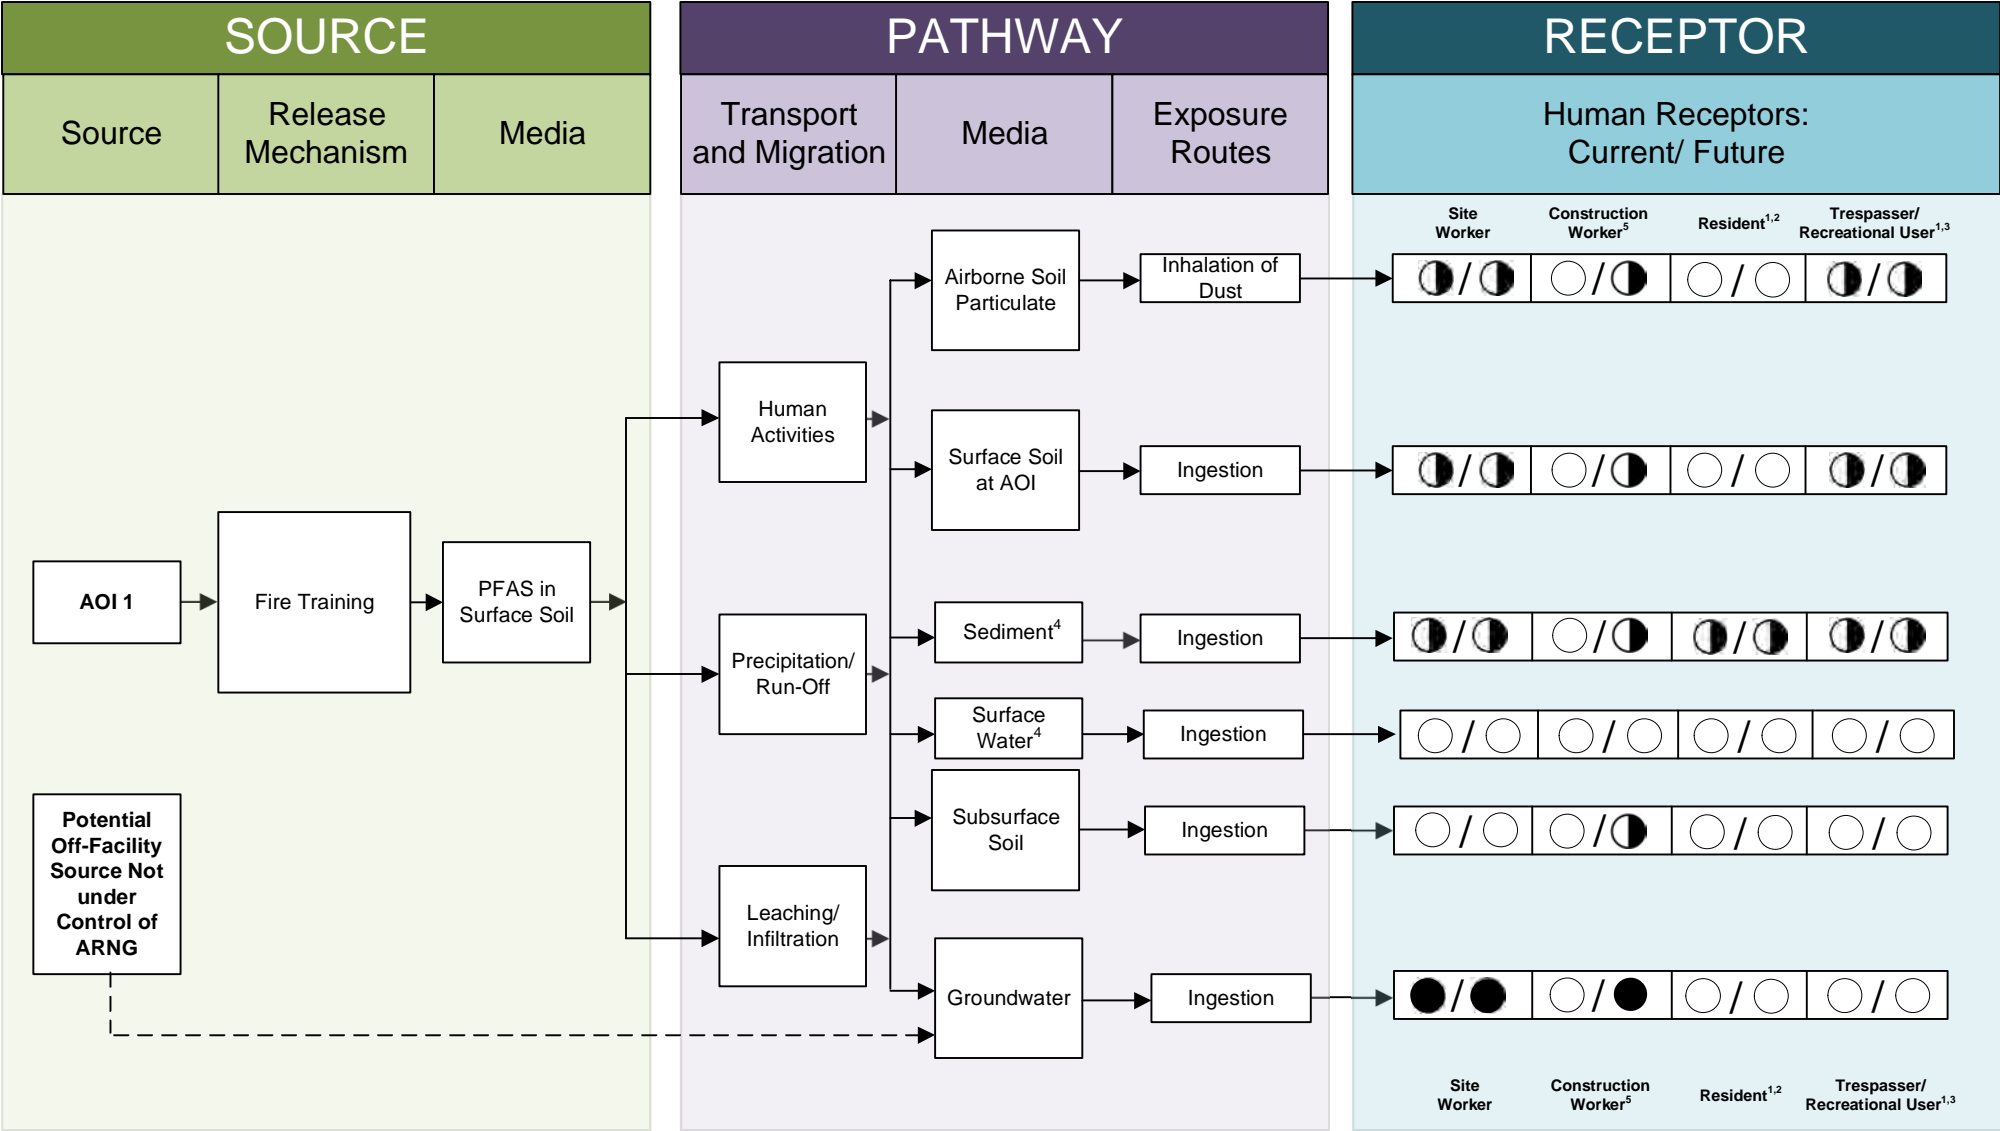 SOURCE
PATHWAY
RECEPTOR
Source
Release
Mechanism
Media
Transport
and Migration
Media
Exposure
Routes
Human Receptors:
Current/ Future
Site
Worker
Construction
Worker5
Resident1,2
Trespasser/
Recreational User1,3
Airborne Soil
Particulate
Inhalation of
Dust
/
/
/
/
Human
Activities
Surface Soil
at AOI
Ingestion
/
/
/
/
AOI 1
Fire Training
PFAS in
Surface Soil
Precipitation/
Run-Off
Sediment4
Ingestion
/
/
/
/
Surface
Water4
Ingestion
/
/
/
/
Subsurface
Soil
Ingestion
/
/
/
/
Potential
Off-Facility
Source Not
under
Control of
ARNG
Leaching/
Infiltration
Groundwater
Ingestion
/
/
/
/
Site
Worker
Construction
Worker5
Resident1,2
Trespasser/
Recreational User1,3